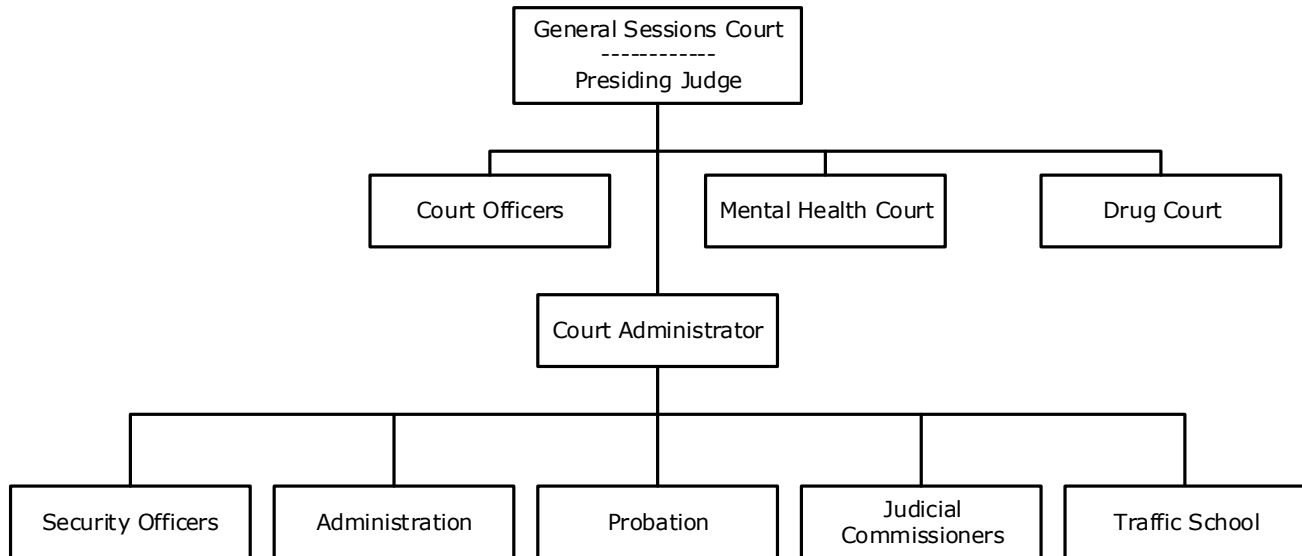 General Sessions Court
------------
Presiding Judge
Court Officers
Mental Health Court
Drug Court
Court Administrator
Security Officers
Administration
Probation
Judicial
Commissioners
Traffic School